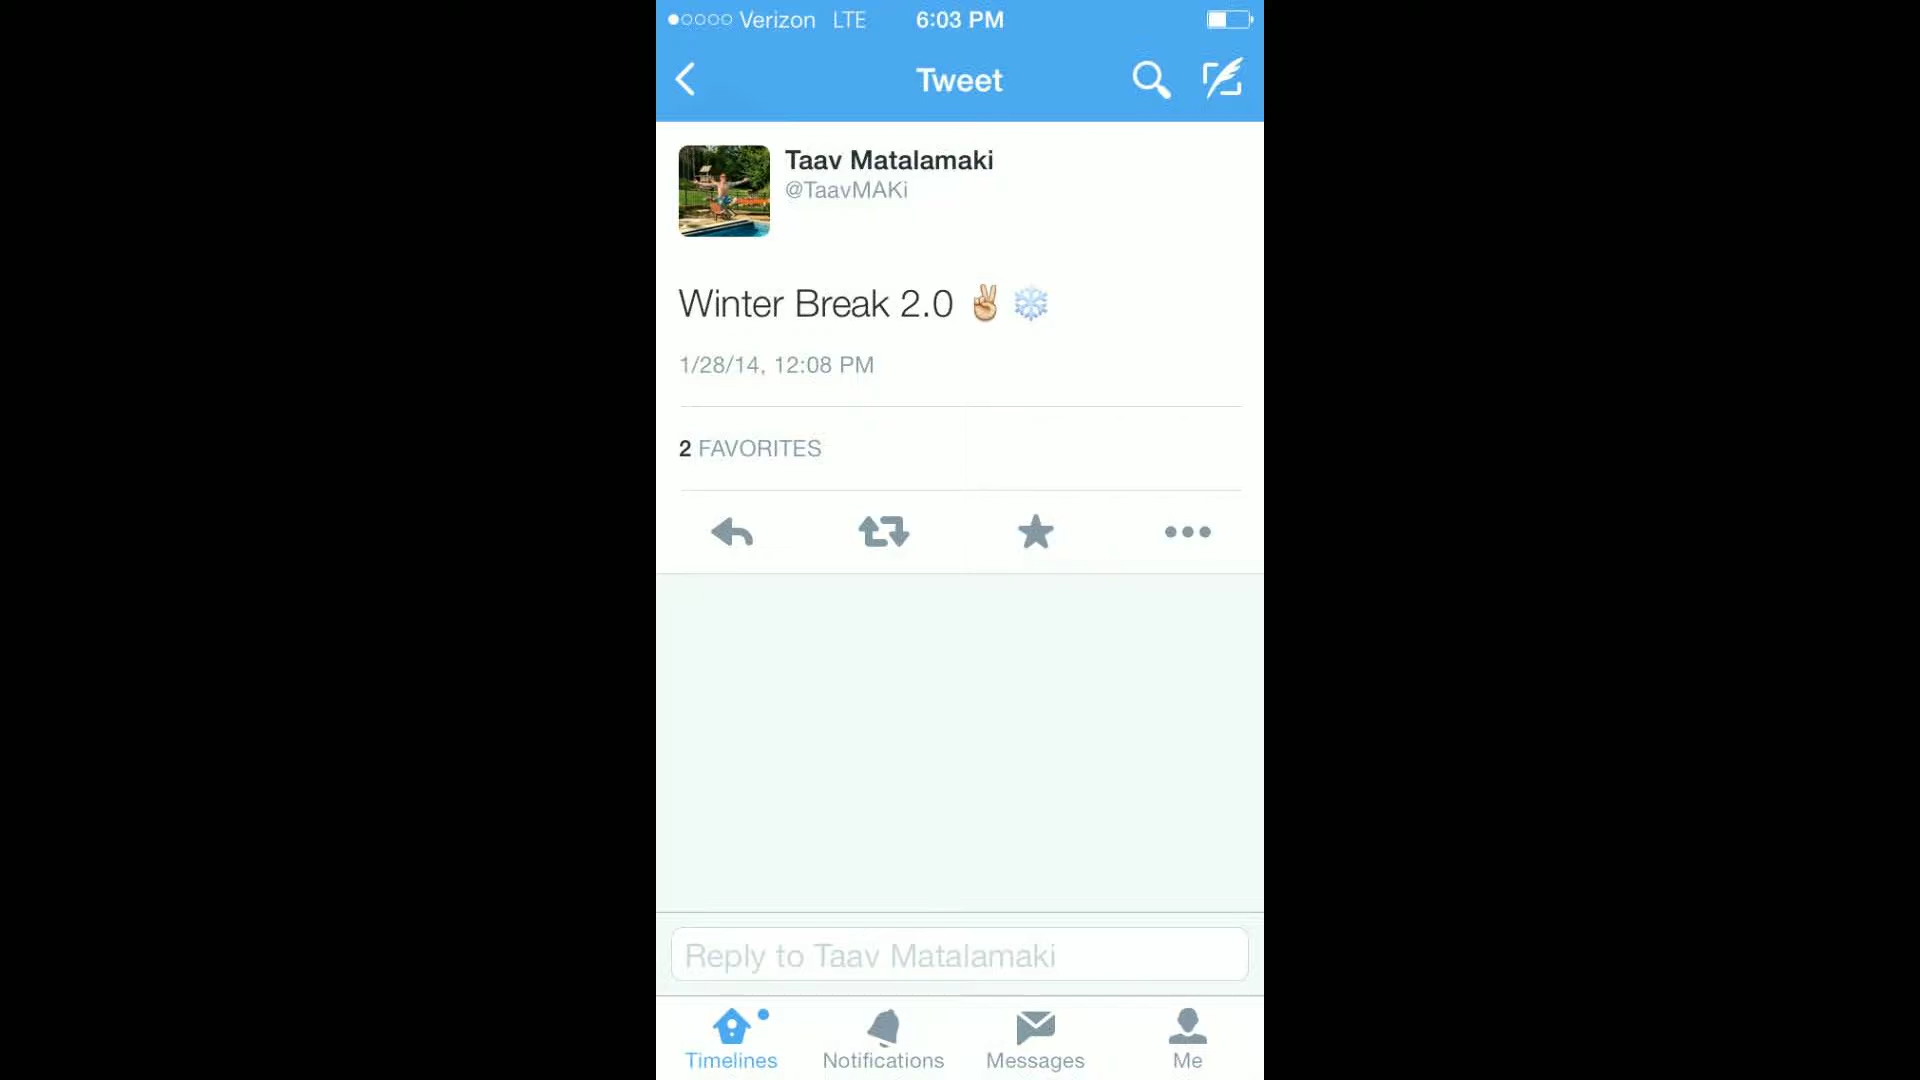 Verizon LTE 6:03 PM
Tweet
Taav Matalamaki
@TaavMAKi
Winter Break 2.0 ✌️ ❄️
1/28/14, 12:08 PM
2 FAVORITES
Reply to Taav Matalamaki
Timelines Notifications Messages Me